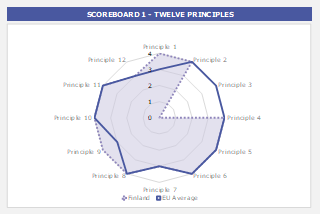 SCOREBOARD 1 - TWELVE PRINCIPLES
Principle 1
Principle 12
Principle 2
Principle 11
Principle 3
Principle 10
Principle 4
Principle 9
Principle 5
Principle 8
Principle 6
Principle 7
4
3
2
1
0
Finland EU Average